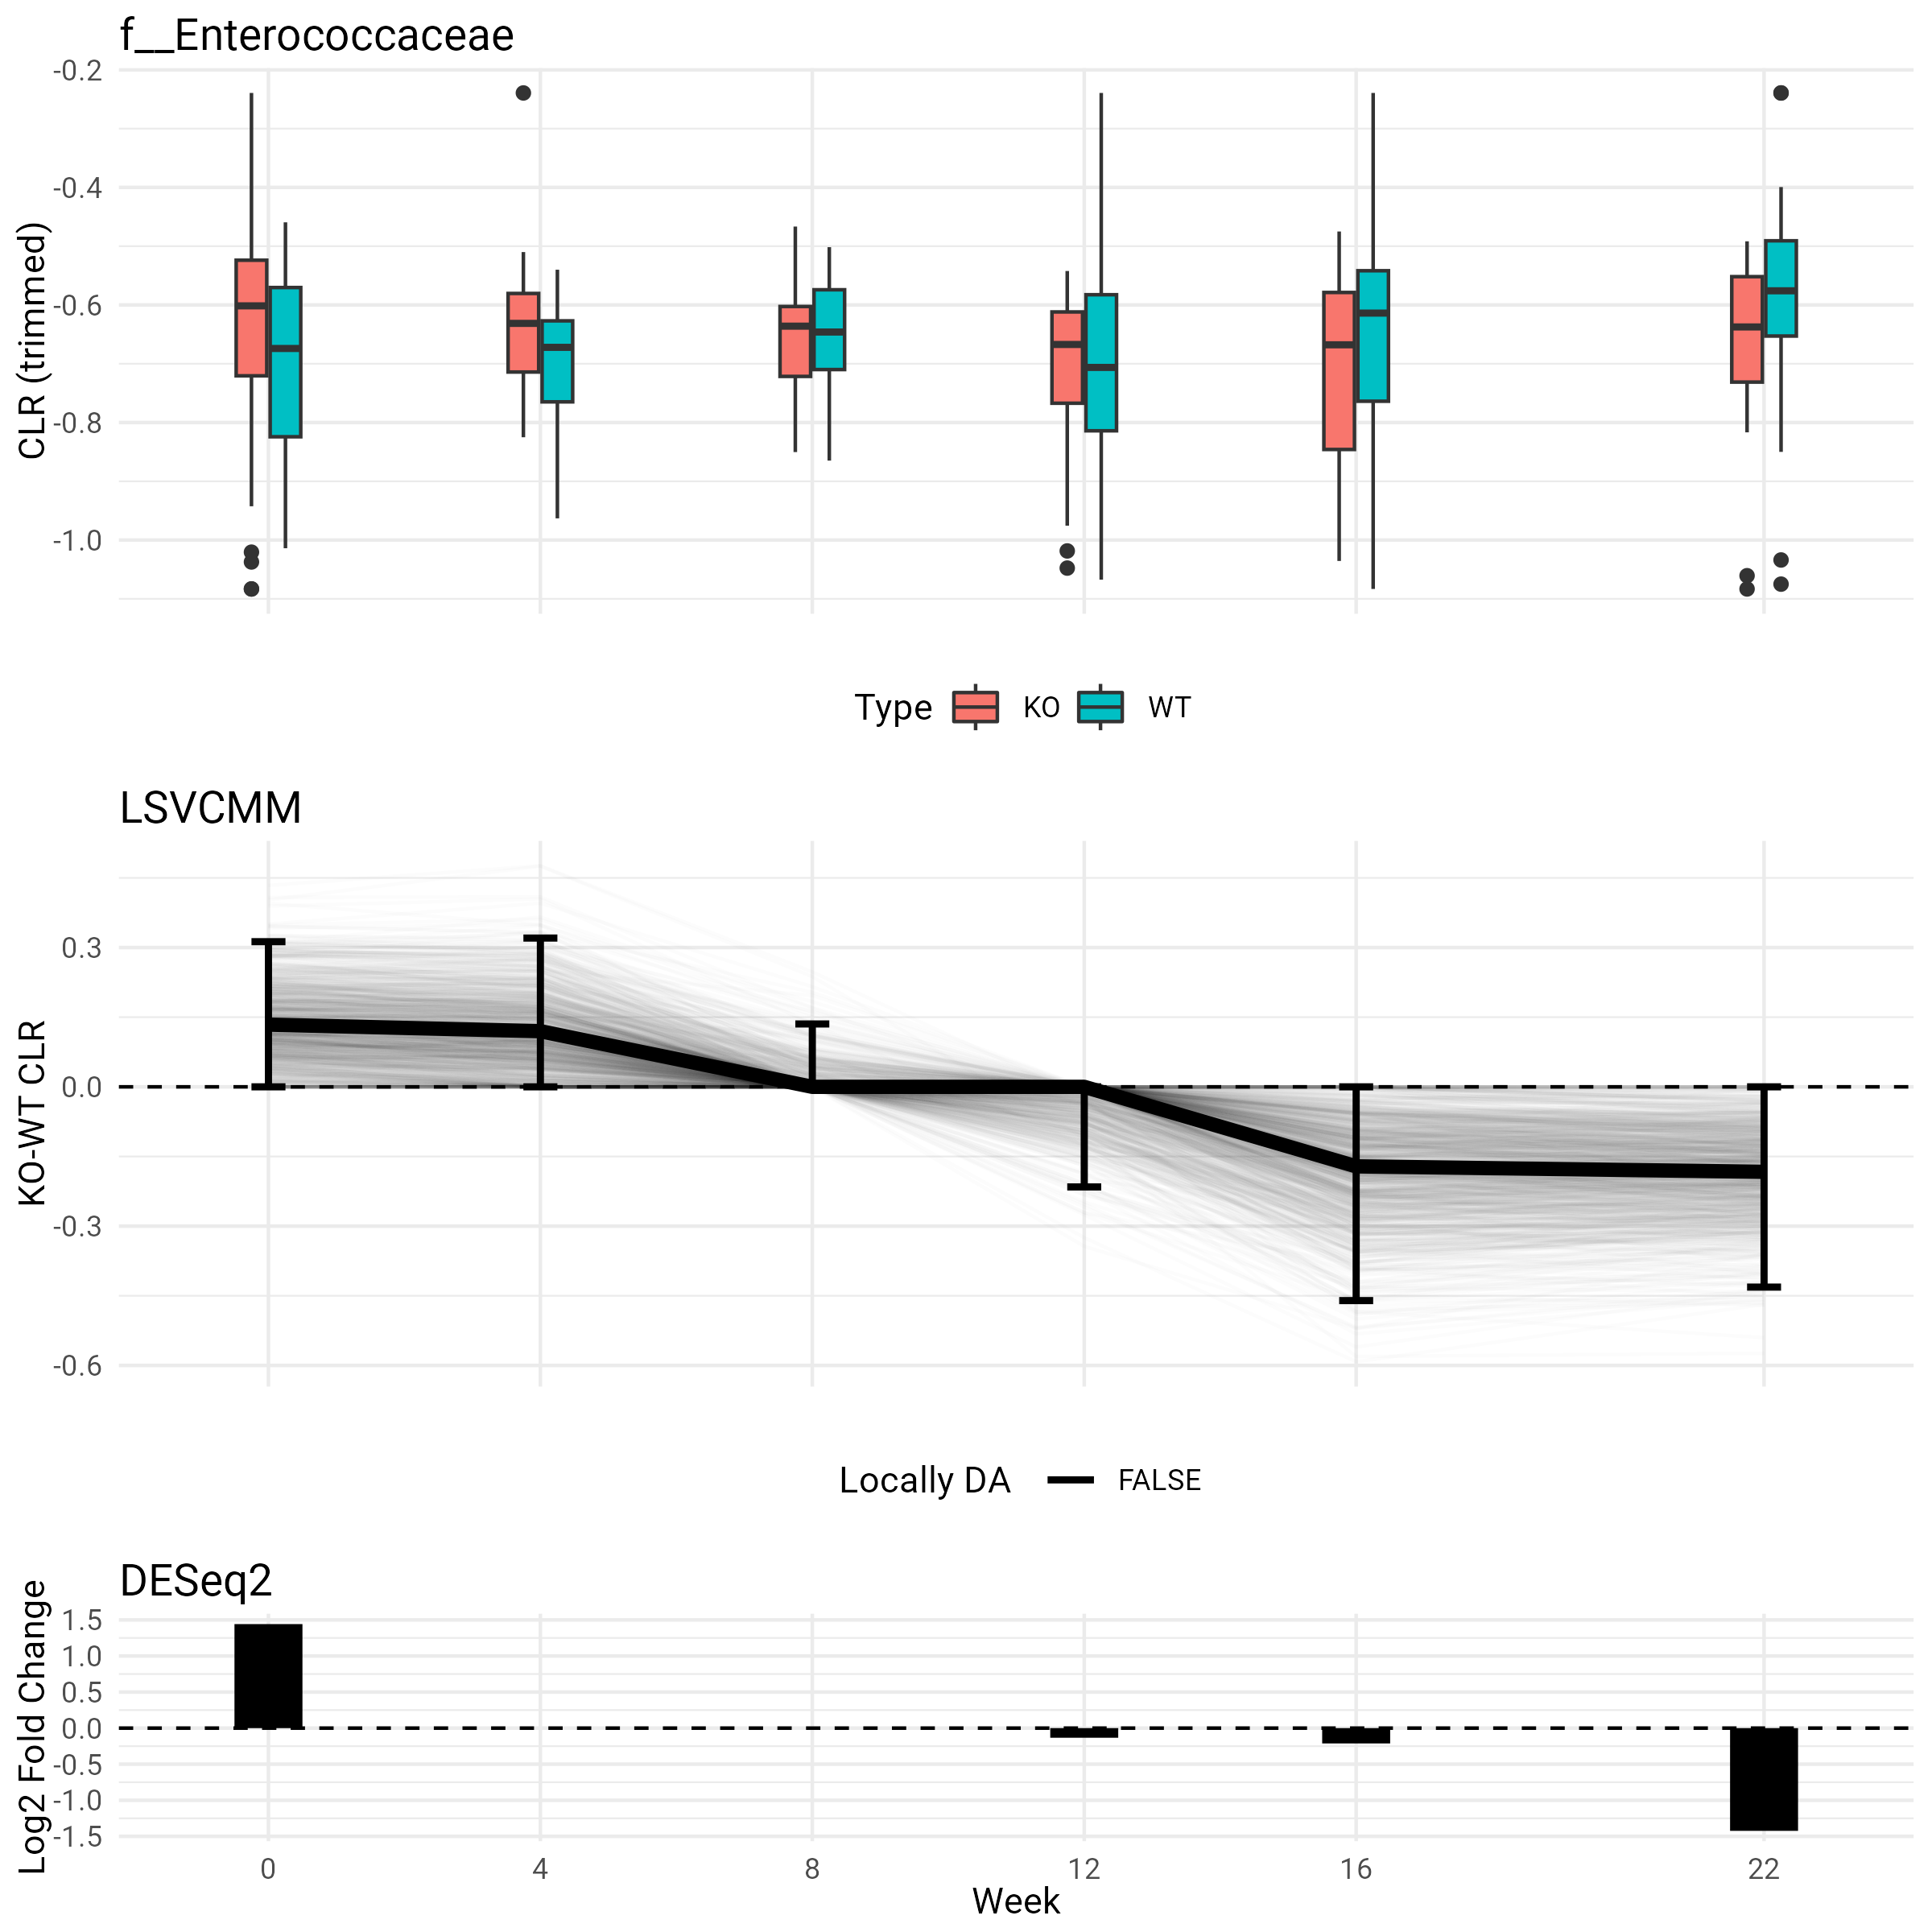 f__Enterococcaceae
CLR (trimmed)
-0.2
-0.4
-0.6
-0.8
-1.0
Type KO WT
LSVCMM
KO-WT CLR
0.3
0.0
-0.3
-0.6
Locally DA FALSE
DESeq2
Log2 Fold Change
1.5
1.0
0.5
0.0
-0.5
-1.0
-1.5
0 4 8 12 16 22
Week